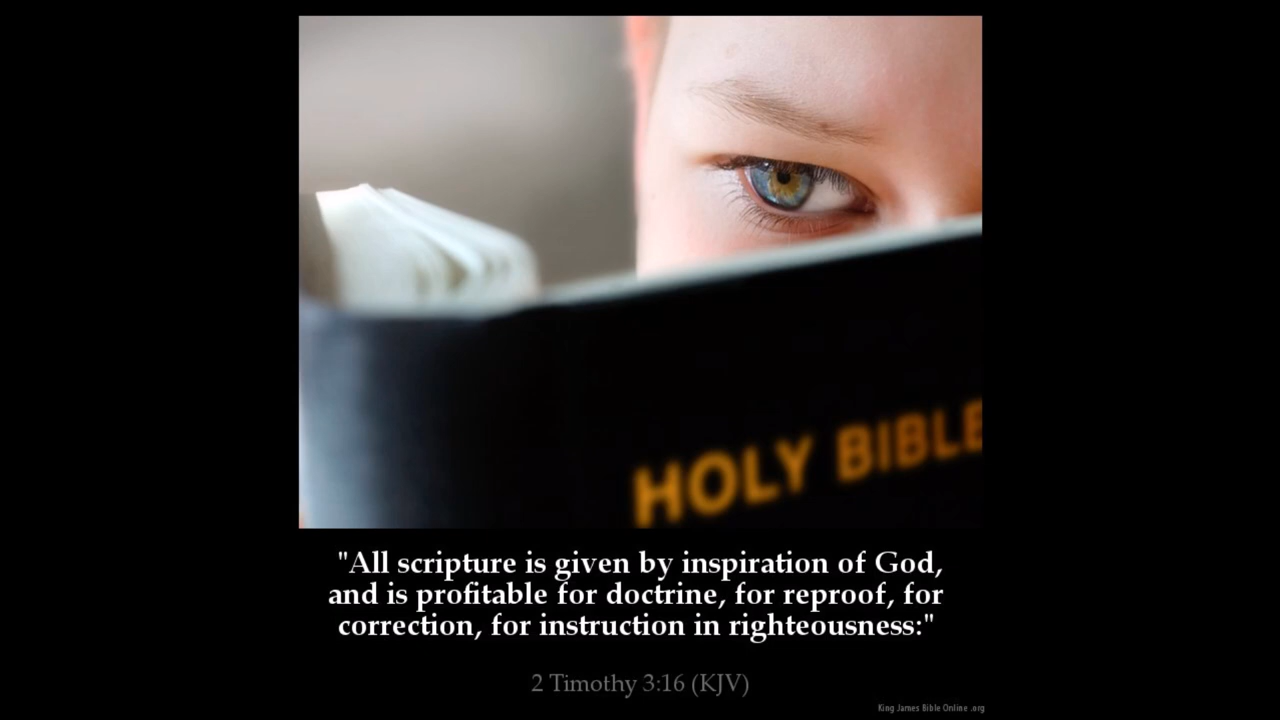 HOLY BIBLE
"All scripture is given by inspiration of God,
and is profitable for doctrine, for reproof, for
correction, for instruction in righteousness:"
2 Timothy 3:16 (KJV)
King James Bible Online .org